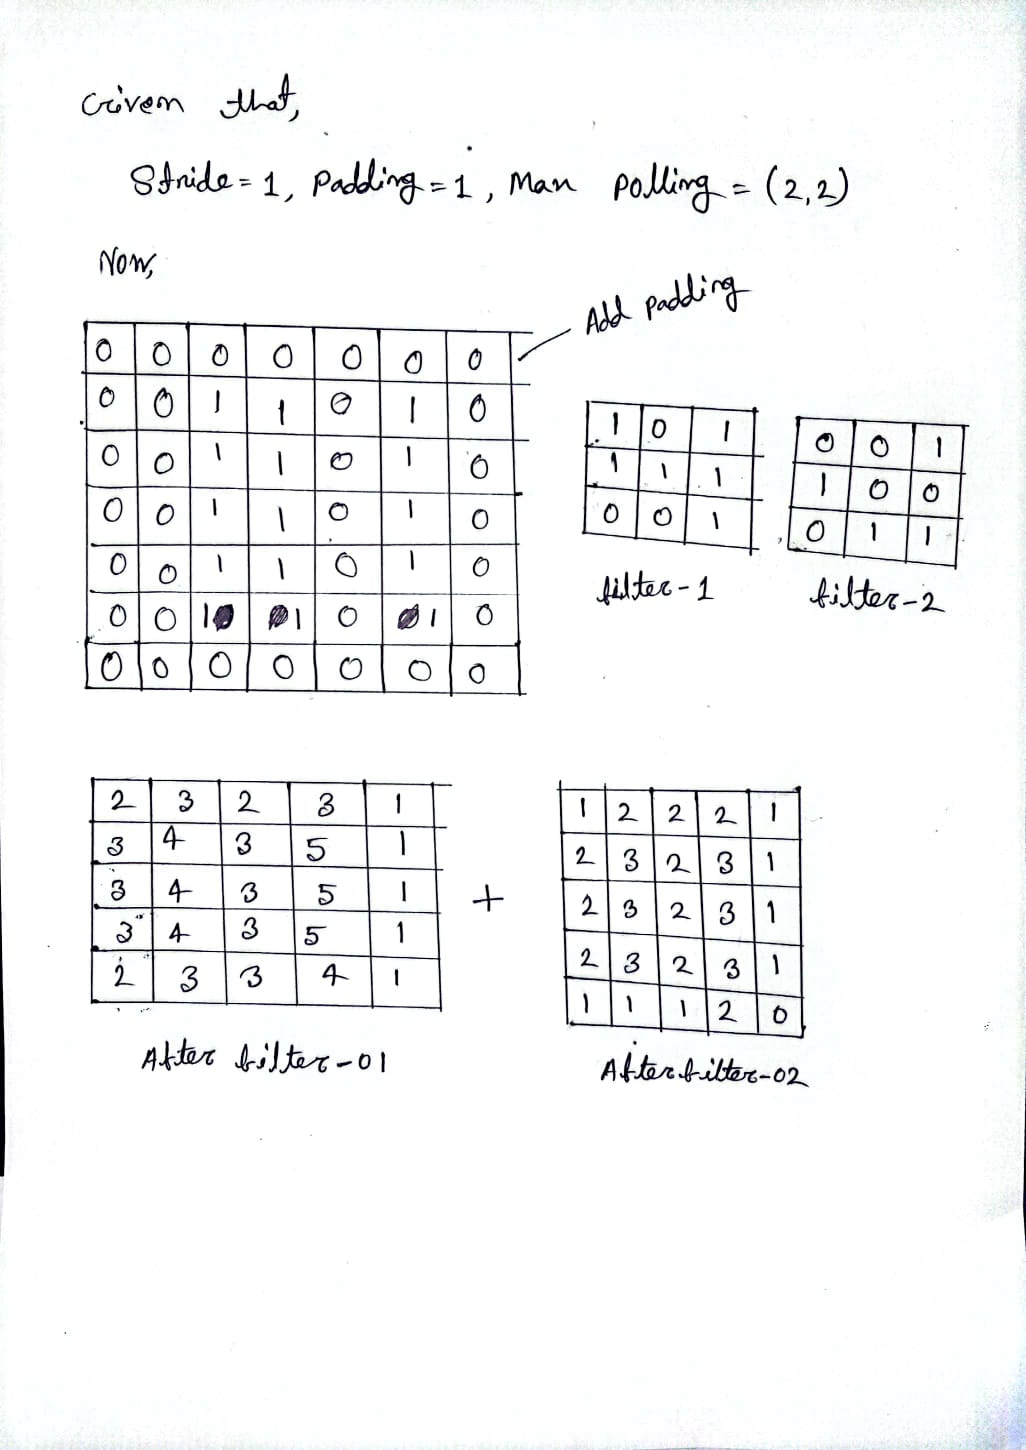 Given that,
Stride = 1, Padding = 1, Max polling = (2,2)
Now,
Add padding
0 0 0 0 0 0 0
0 0 1 1 0 1 0
0 0 1 1 0 1 0
0 0 1 1 0 1 0
0 0 1 1 0 1 0
0 0 1 1 0 1 0
0 0 0 0 0 0 0
1 0 1
1 1 1
0 0 1
filter-1
0 0 1
1 0 0
0 1 1
filter-2
2 3 2 3 1
3 4 3 5 1
3 4 3 5 1
3 4 3 5 1
2 3 3 4 1
After filter-01
+
1 2 2 2 1
2 3 2 3 1
2 3 2 3 1
2 3 2 3 1
1 1 1 2 0
After filter-02